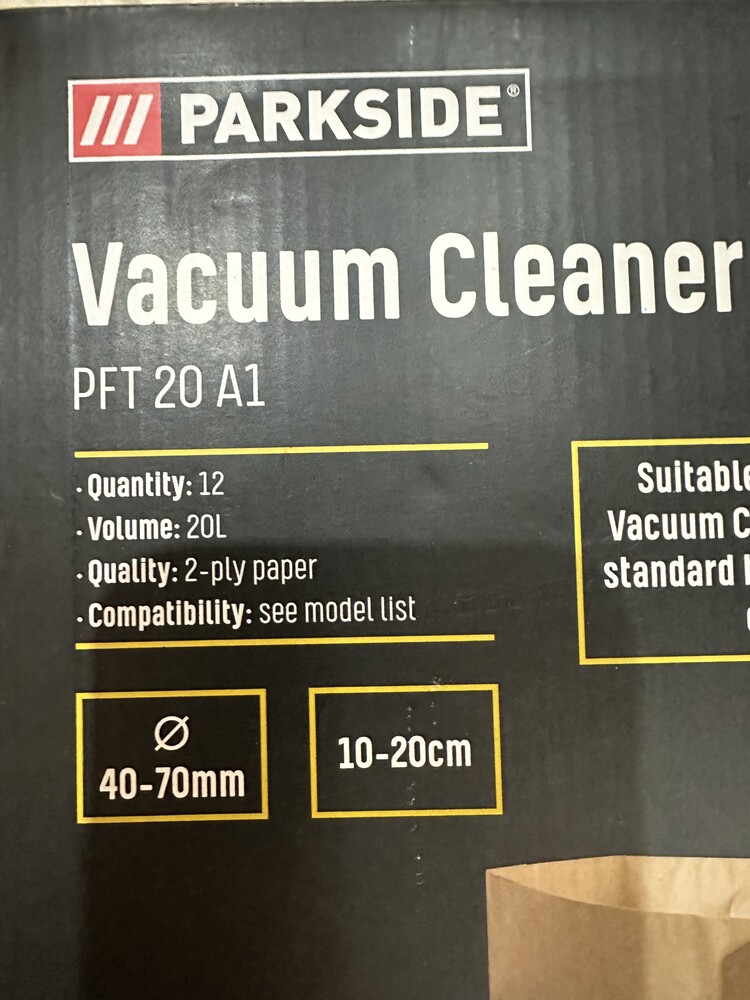 /// PARKSIDE®
Vacuum Cleaner
PFT 20 A1
· Quantity: 12
· Volume: 20L
· Quality: 2-ply paper
· Compatibility: see model list
Suitable
Vacuum C
standard
Ø
40-70mm
10-20cm